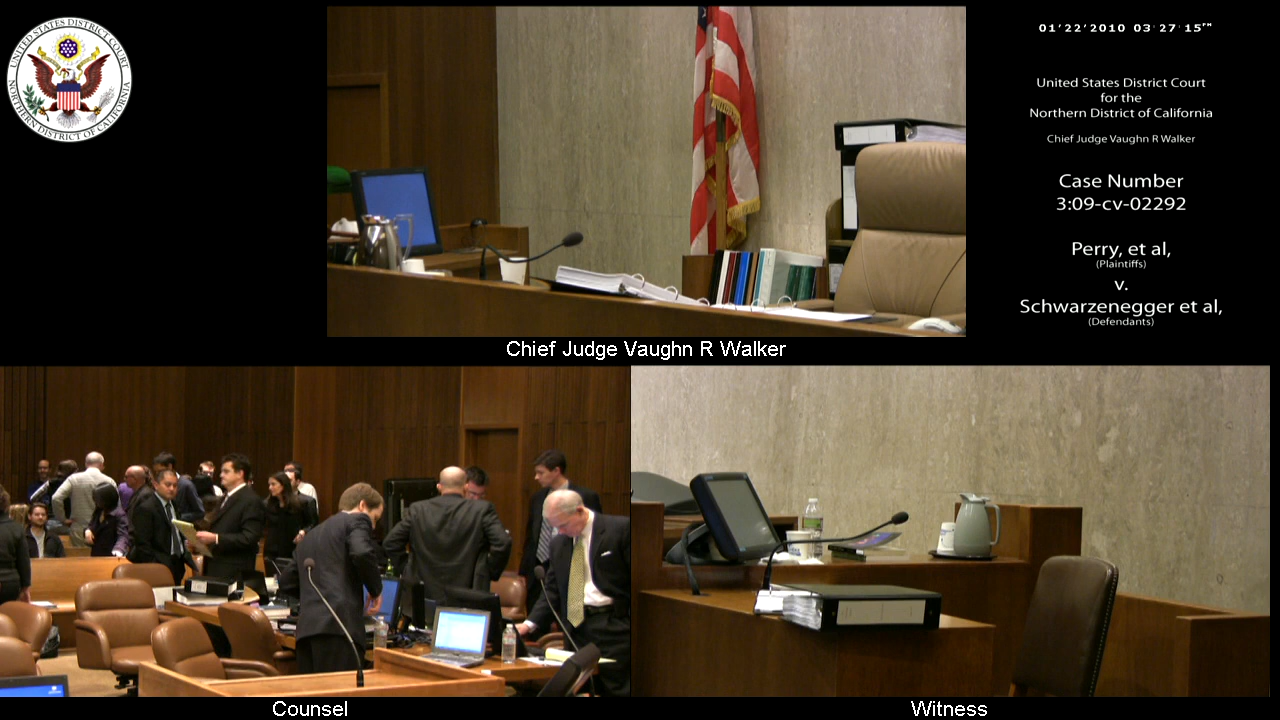 UNITED STATES DISTRICT COURT
NORTHERN DISTRICT OF CALIFORNIA
01'22'2010 03 27 15PM
United States District Court
for the
Northern District of California
Chief Judge Vaughn R Walker
Case Number
3:09-cv-02292
Perry, et al,
(Plaintiffs)
v.
Schwarzenegger et al,
(Defendants)
Chief Judge Vaughn R Walker
Counsel
Witness